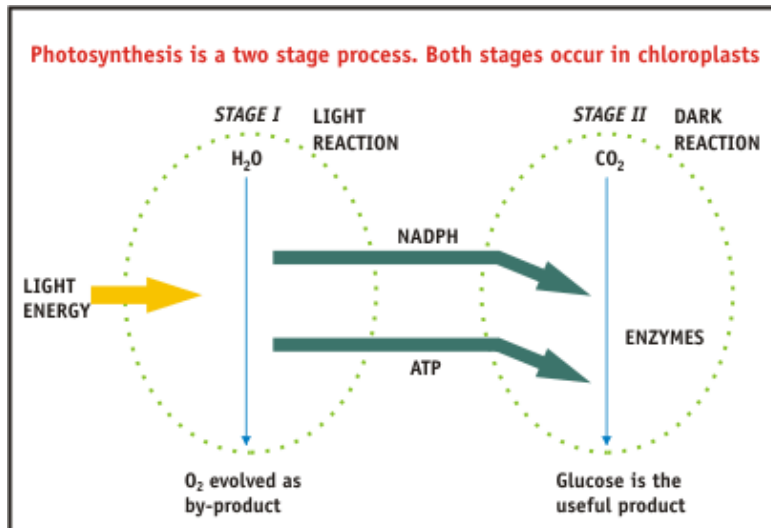 Photosynthesis is a two stage process. Both stages occur in chloroplasts
STAGE I
LIGHT
REACTION
H₂O
STAGE II
DARK
REACTION
CO₂
NADPH
LIGHT
ENERGY
ENZYMES
ATP
O₂ evolved as
by-product
Glucose is the
useful product